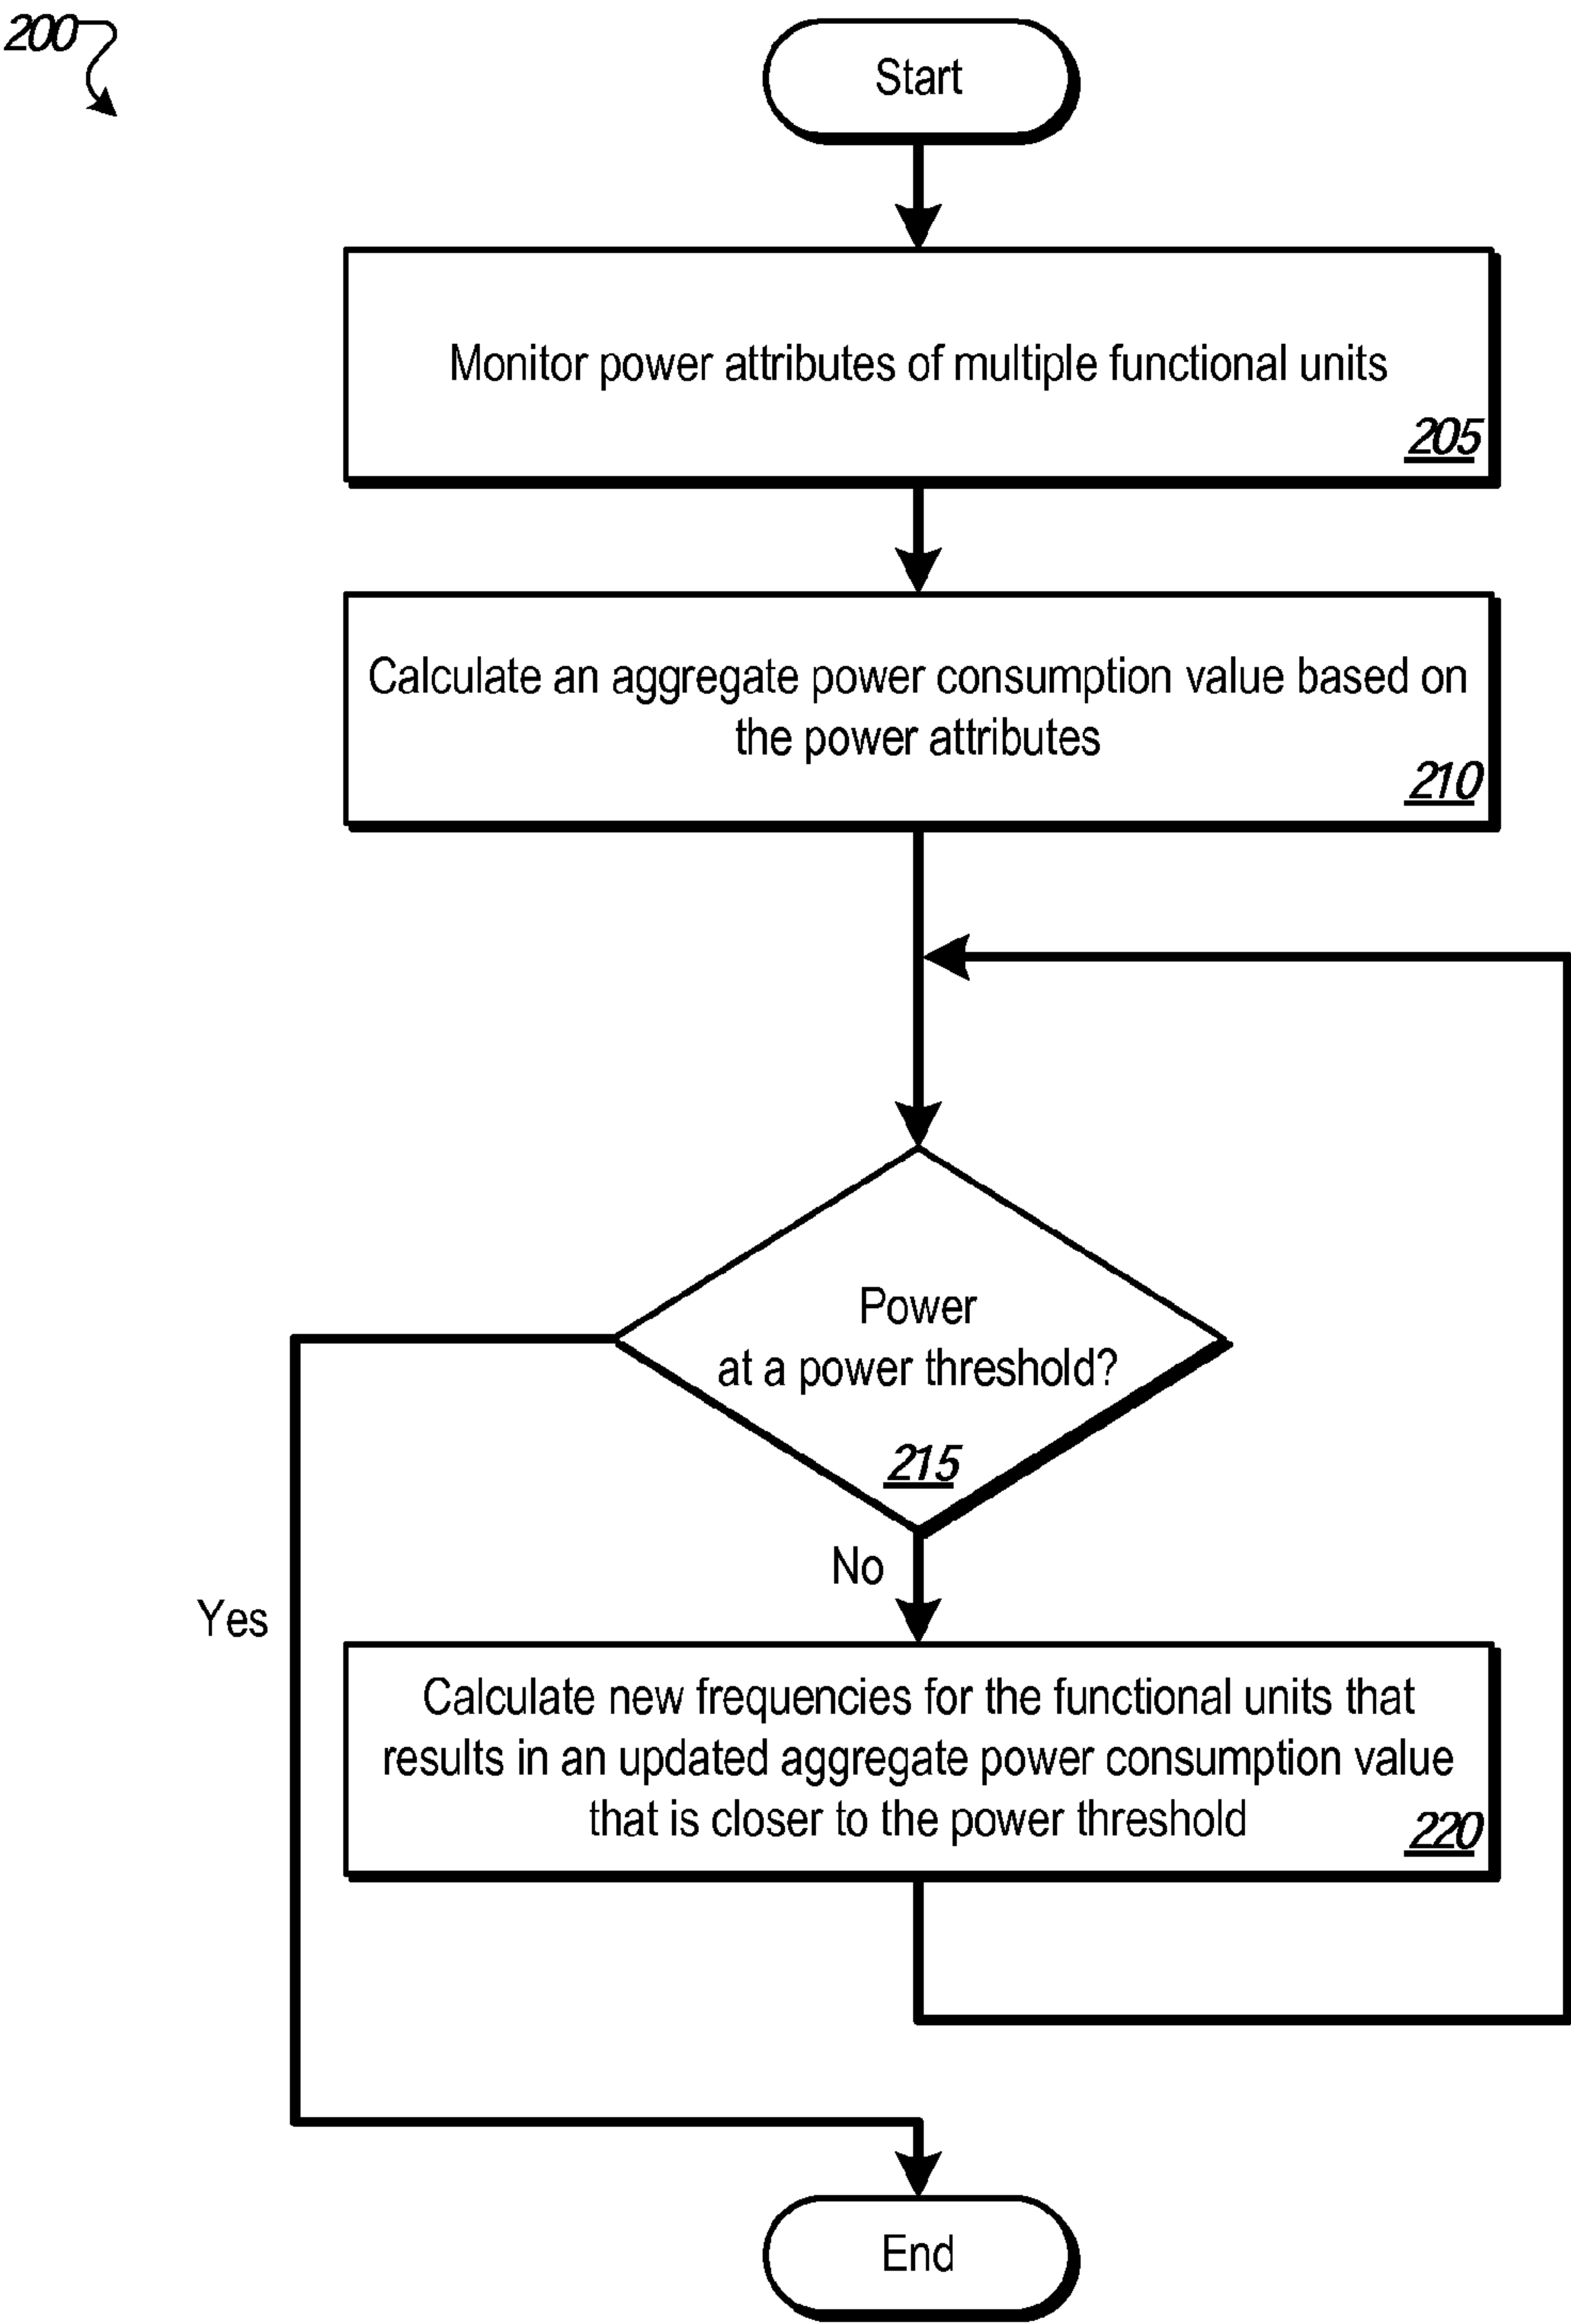 200
Start
Monitor power attributes of multiple functional units
205
Calculate an aggregate power consumption value based on
the power attributes
210
Power
at a power threshold?
215
No
Yes
Calculate new frequencies for the functional units that
results in an updated aggregate power consumption value
that is closer to the power threshold
220
End